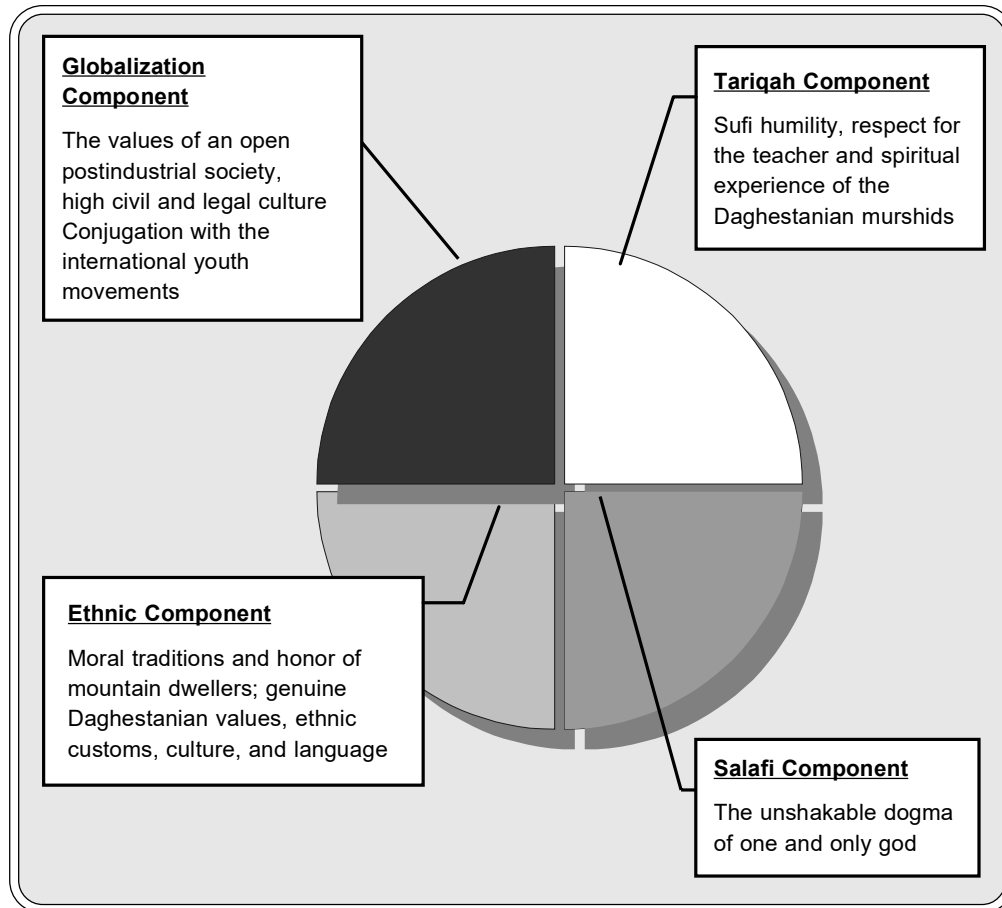 Globalization
Component
The values of an open
postindustrial society,
high civil and legal culture
Conjugation with the
international youth
movements
Tariqah Component
Sufi humility, respect for
the teacher and spiritual
experience of the
Daghestanian murshids
Ethnic Component
Moral traditions and honor of
mountain dwellers; genuine
Daghestanian values, ethnic
customs, culture, and language
Salafi Component
The unshakable dogma
of one and only god